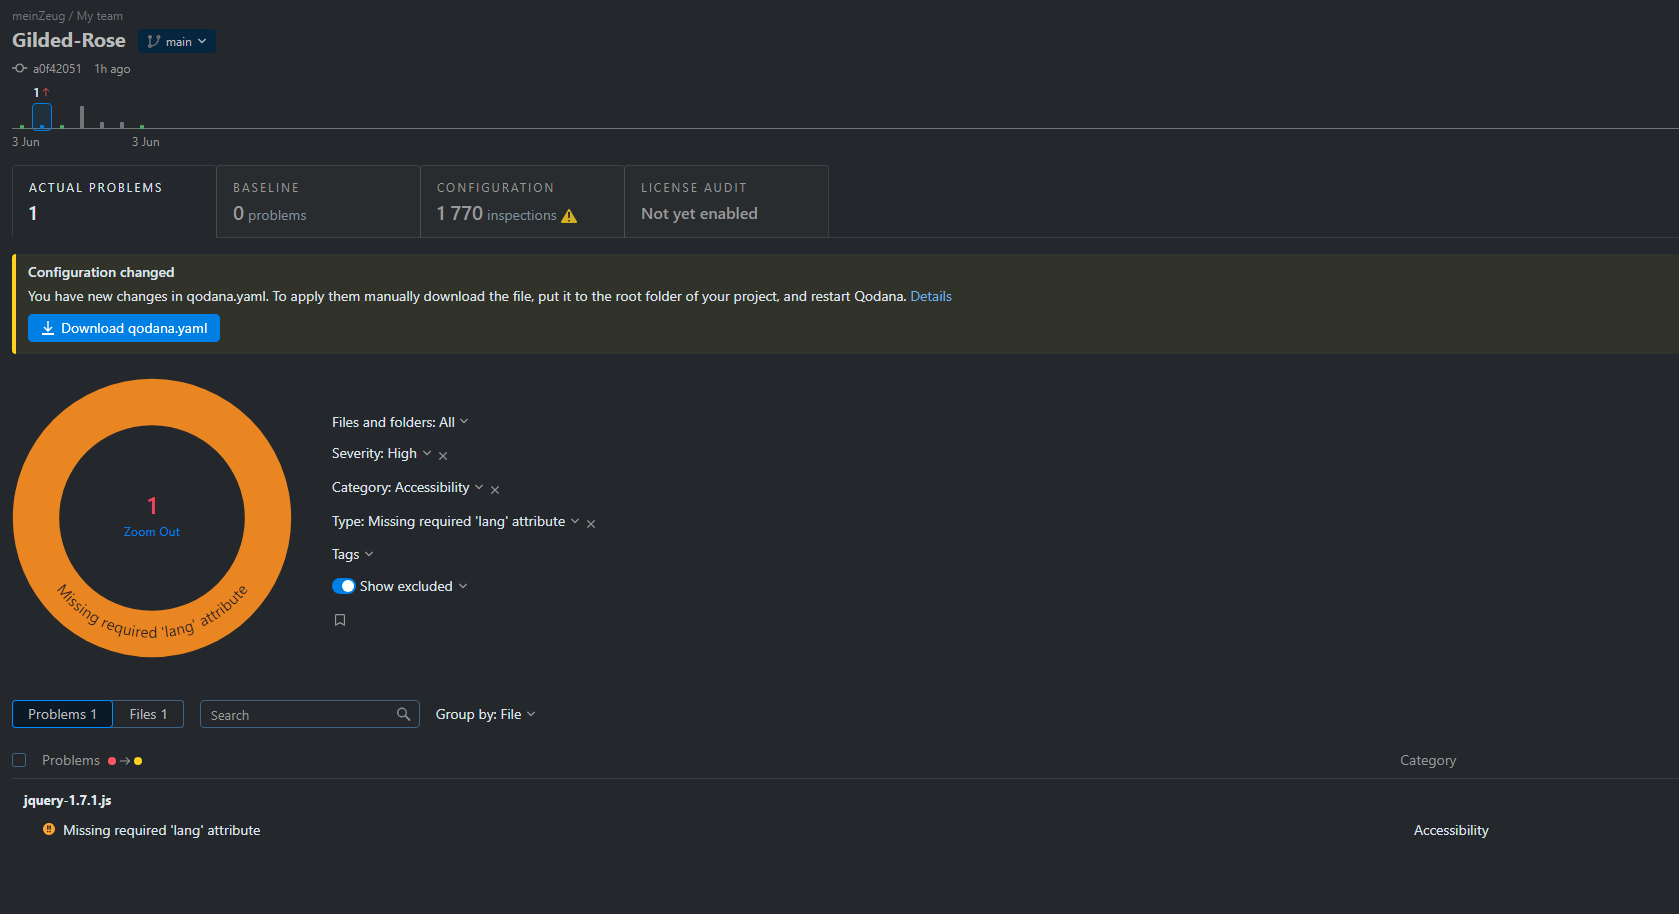 meinZeug / My team
Gilded-Rose main
a0f42051 1h ago
1↑
3 Jun 3 Jun
ACTUAL PROBLEMS
1
BASELINE
0 problems
CONFIGURATION
1 770 inspections
LICENSE AUDIT
Not yet enabled
Configuration changed
You have new changes in qodana.yaml. To apply them manually download the file, put it to the root folder of your project, and restart Qodana. Details
Download qodana.yaml
1
Zoom Out
Missing required 'lang' attribute
Files and folders: All
Severity: High
Category: Accessibility
Type: Missing required 'lang' attribute
Tags
Show excluded
Problems 1 Files 1 Search Group by: File
Problems Category
jquery-1.7.1.js
Missing required 'lang' attribute Accessibility